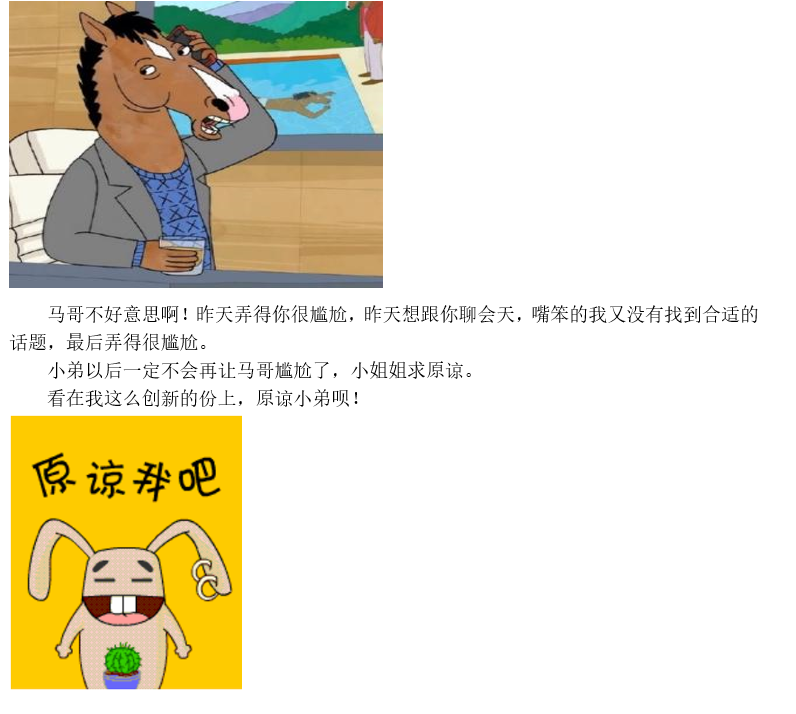 马哥不好意思啊！昨天弄得你很尴尬，昨天想跟你聊会天，嘴笨的我又没有找到合适的
话题，最后弄得很尴尬。
小弟以后一定不会再让马哥尴尬了，小姐姐求原谅。
看在我这么创新的份上，原谅小弟呗！
原谅我吧